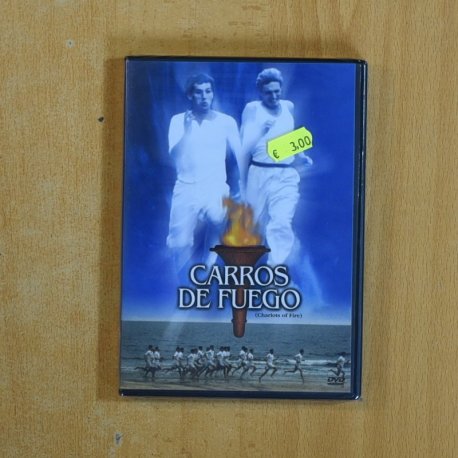 € 3,00
CARROS
DE FUEGO
(Chariots of Fire)
DVD